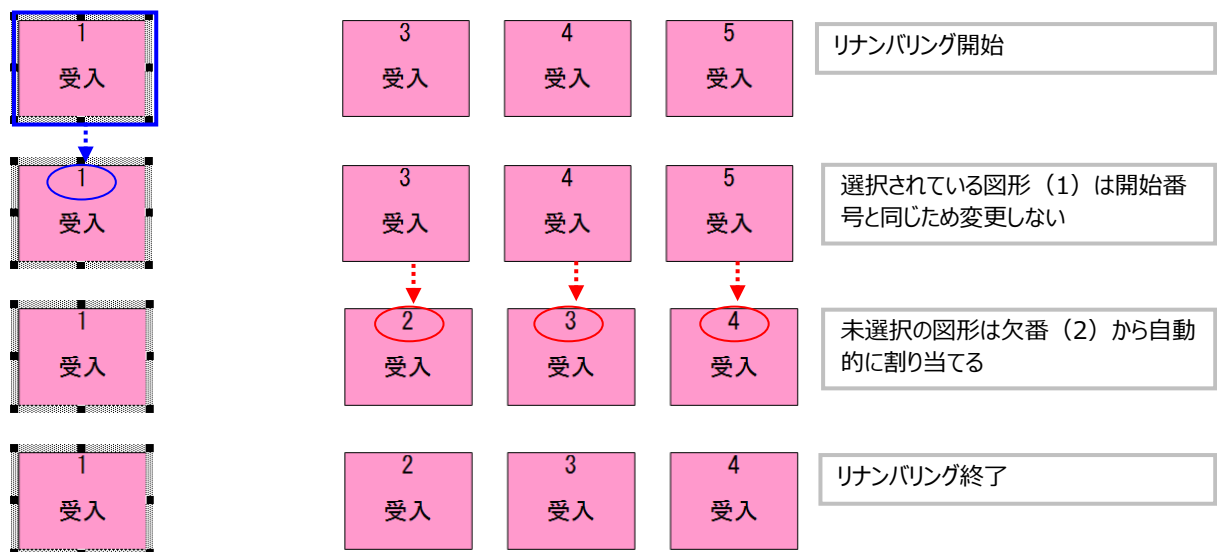 1 3 4 5
受入 受入 受入 受入
リナンバリング開始
1 3 4 5
受入 受入 受入 受入
選択されている図形（1）は開始番
号と同じため変更しない
1 2 3 4
受入 受入 受入 受入
未選択の図形は欠番（2）から自動
的に割り当てる
1 2 3 4
受入 受入 受入 受入
リナンバリング終了